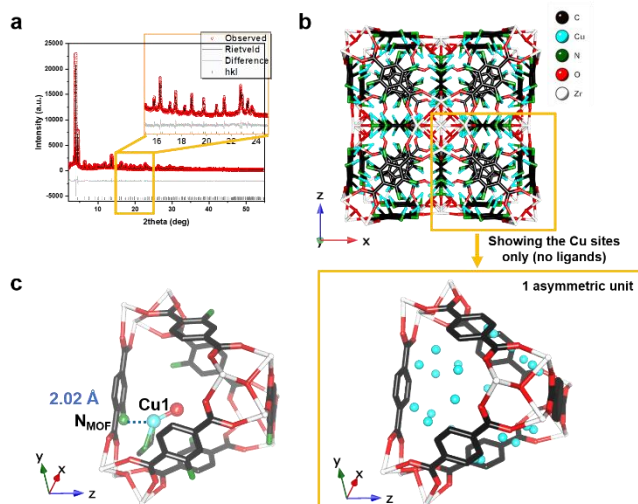 a
Observed
Rietveld
Difference
hkl
Intensity (a.u.)
25000
20000
15000
10000
5000
0
-5000
16 18 20 22 24
10 20 30 40 50
2theta (deg)
b
C
Cu
N
O
Zr
z
y
x
Showing the Cu sites
only (no ligands)
c
2.02 Å
Cu1
N_MOF
y
x
z
1 asymmetric unit
y
x
z